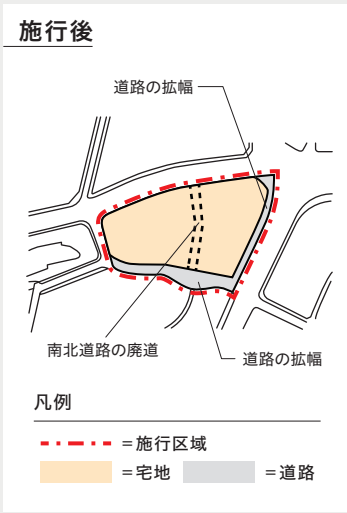 施行後
道路の拡幅
南北道路の廃道
道路の拡幅
凡例
=施行区域
=宅地 =道路